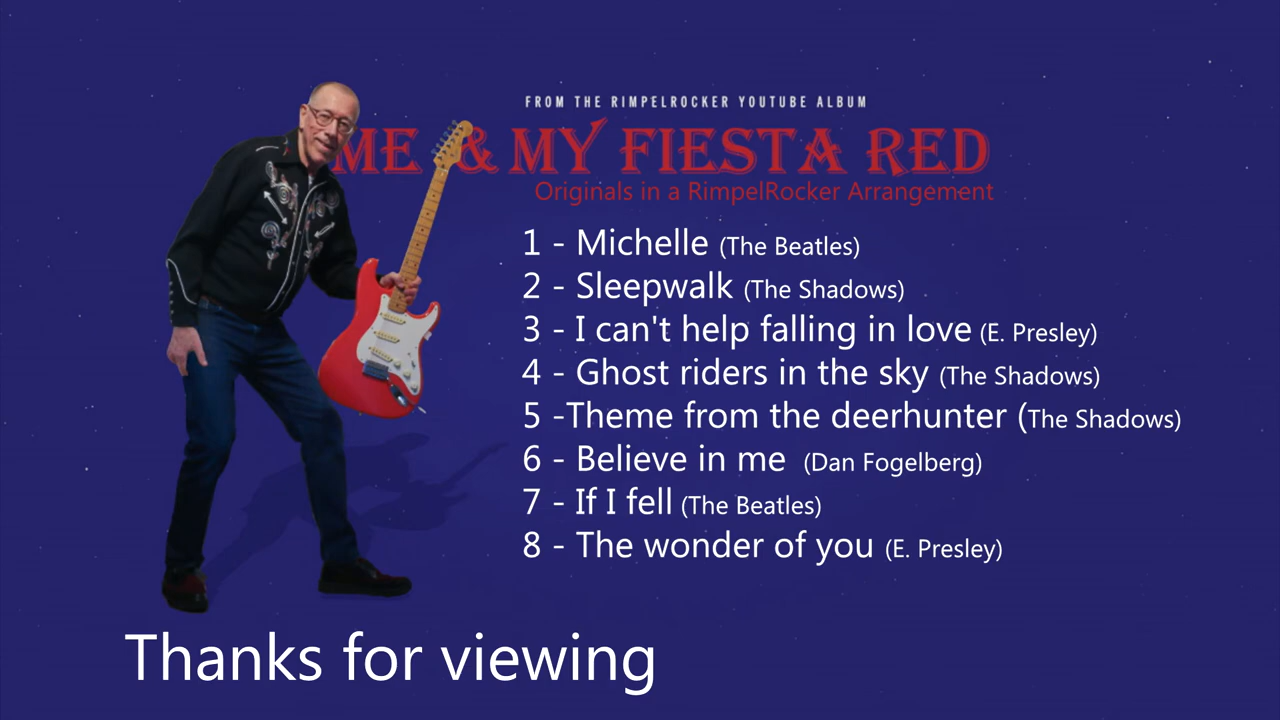 FROM THE RIMPELROCKER YOUTUBE ALBUM
ME & MY FIESTA RED
Originals in a RimpelRocker Arrangement
1 - Michelle (The Beatles)
2 - Sleepwalk (The Shadows)
3 - I can't help falling in love (E. Presley)
4 - Ghost riders in the sky (The Shadows)
5 -Theme from the deerhunter (The Shadows)
6 - Believe in me (Dan Fogelberg)
7 - If I fell (The Beatles)
8 - The wonder of you (E. Presley)
Thanks for viewing